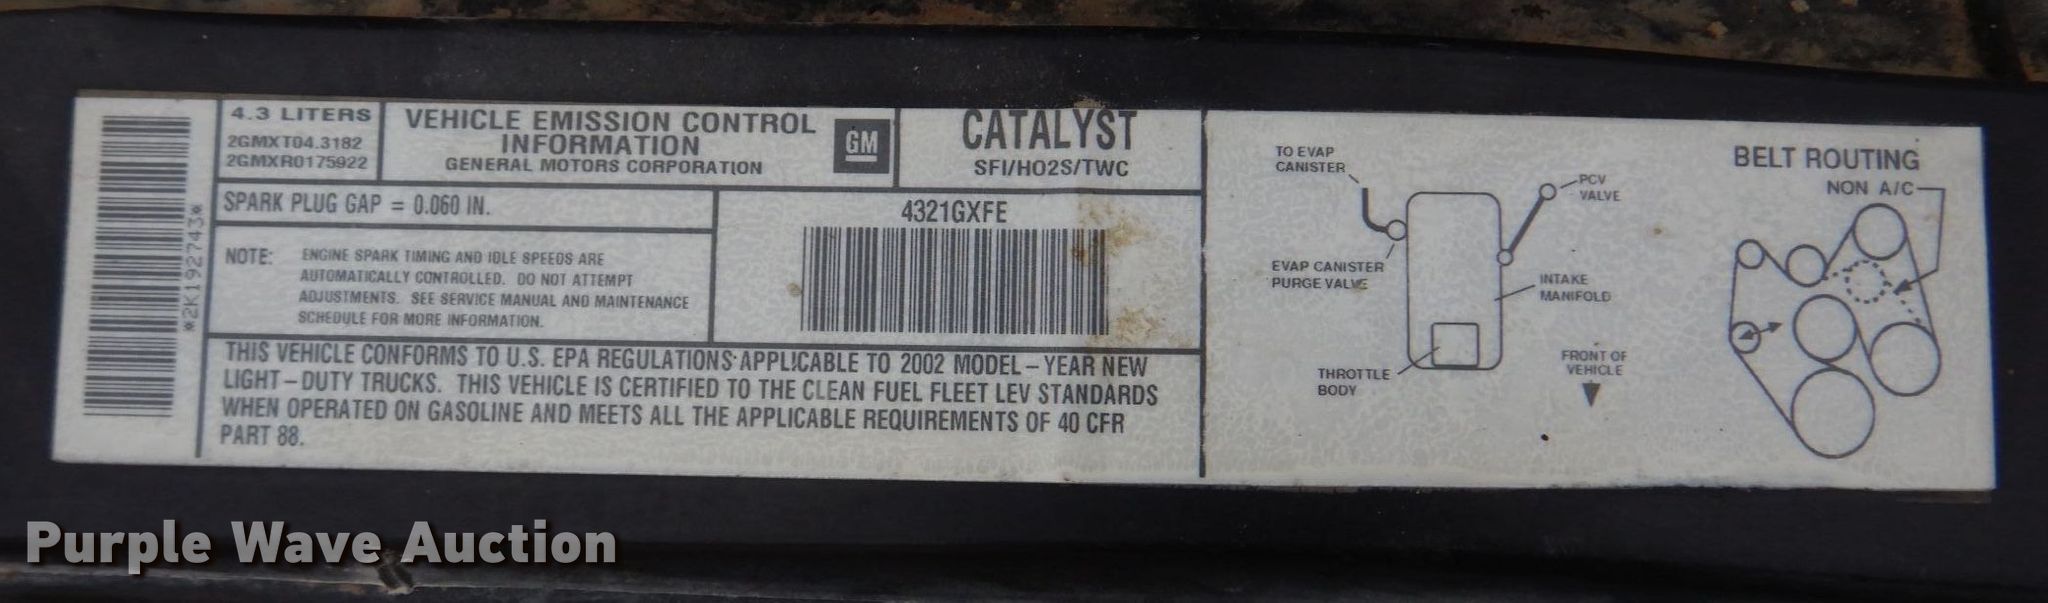 *2K192743*
4.3 LITERS
2GMXT04.3182
2GMXR0175922
VEHICLE EMISSION CONTROL
INFORMATION
GENERAL MOTORS CORPORATION
GM
CATALYST
SFI/HO2S/TWC
SPARK PLUG GAP = 0.060 IN.
NOTE: ENGINE SPARK TIMING AND IDLE SPEEDS ARE
AUTOMATICALLY CONTROLLED. DO NOT ATTEMPT
ADJUSTMENTS. SEE SERVICE MANUAL AND MAINTENANCE
SCHEDULE FOR MORE INFORMATION.
4321GXFE
THIS VEHICLE CONFORMS TO U.S. EPA REGULATIONS APPLICABLE TO 2002 MODEL-YEAR NEW
LIGHT-DUTY TRUCKS. THIS VEHICLE IS CERTIFIED TO THE CLEAN FUEL FLEET LEV STANDARDS
WHEN OPERATED ON GASOLINE AND MEETS ALL THE APPLICABLE REQUIREMENTS OF 40 CFR
PART 88.
TO EVAP
CANISTER
PCV
VALVE
EVAP CANISTER
PURGE VALVE
INTAKE
MANIFOLD
THROTTLE
BODY
FRONT OF
VEHICLE
BELT ROUTING
NON A/C
Purple Wave Auction